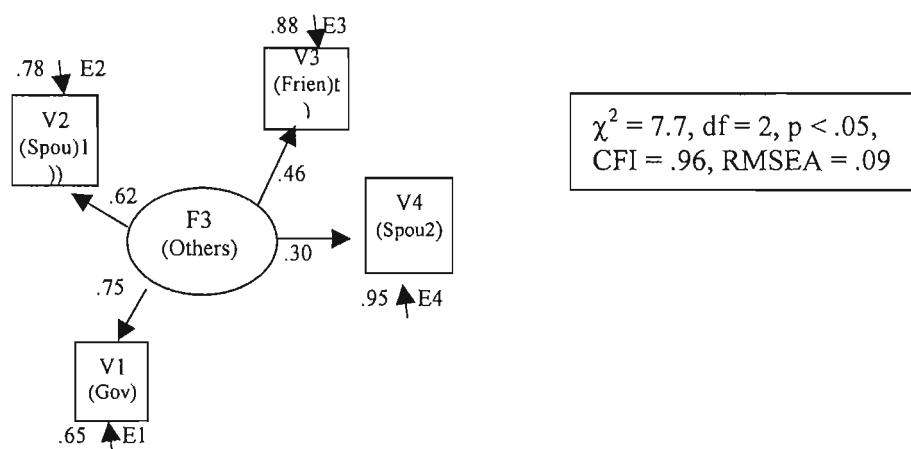 .88 E3
V3
(Frien)t
)
.78 E2
V2
(Spou)1
))
χ² = 7.7, df = 2, p < .05,
CFI = .96, RMSEA = .09
.62
.46
F3
(Others)
V4
(Spou2)
.30
.75
.95 E4
V1
(Gov)
.65 E1